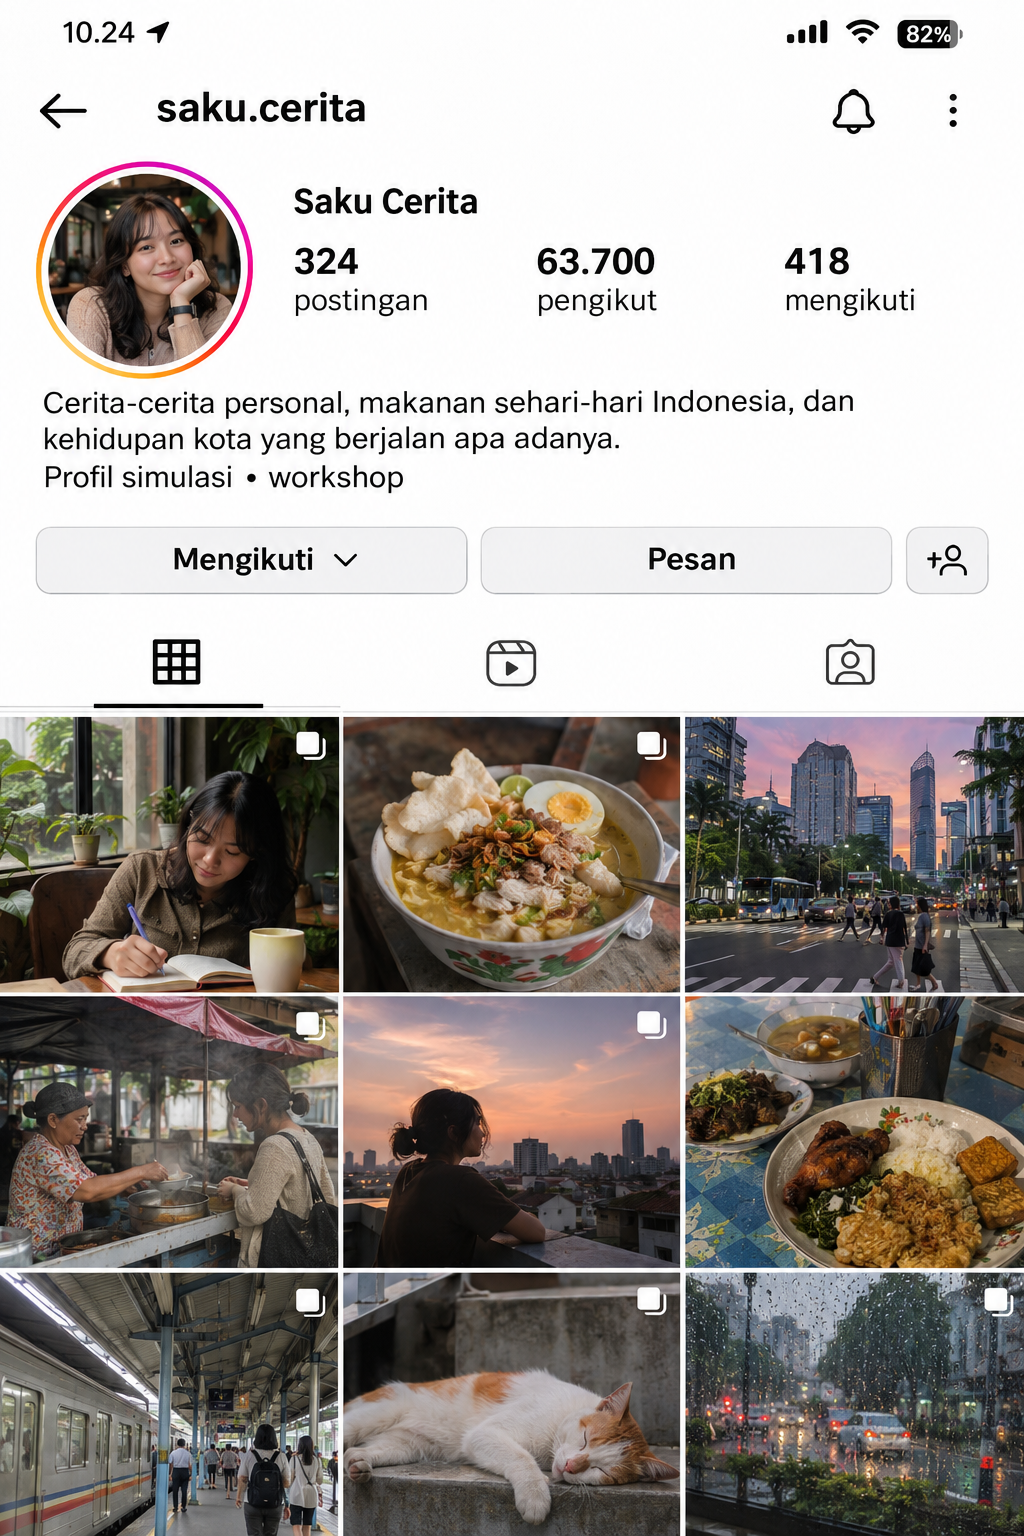 10.24
82%
saku.cerita
Saku Cerita
324 63.700 418
postingan pengikut mengikuti
Cerita-cerita personal, makanan sehari-hari Indonesia, dan
kehidupan kota yang berjalan apa adanya.
Profil simulasi • workshop
Mengikuti
Pesan